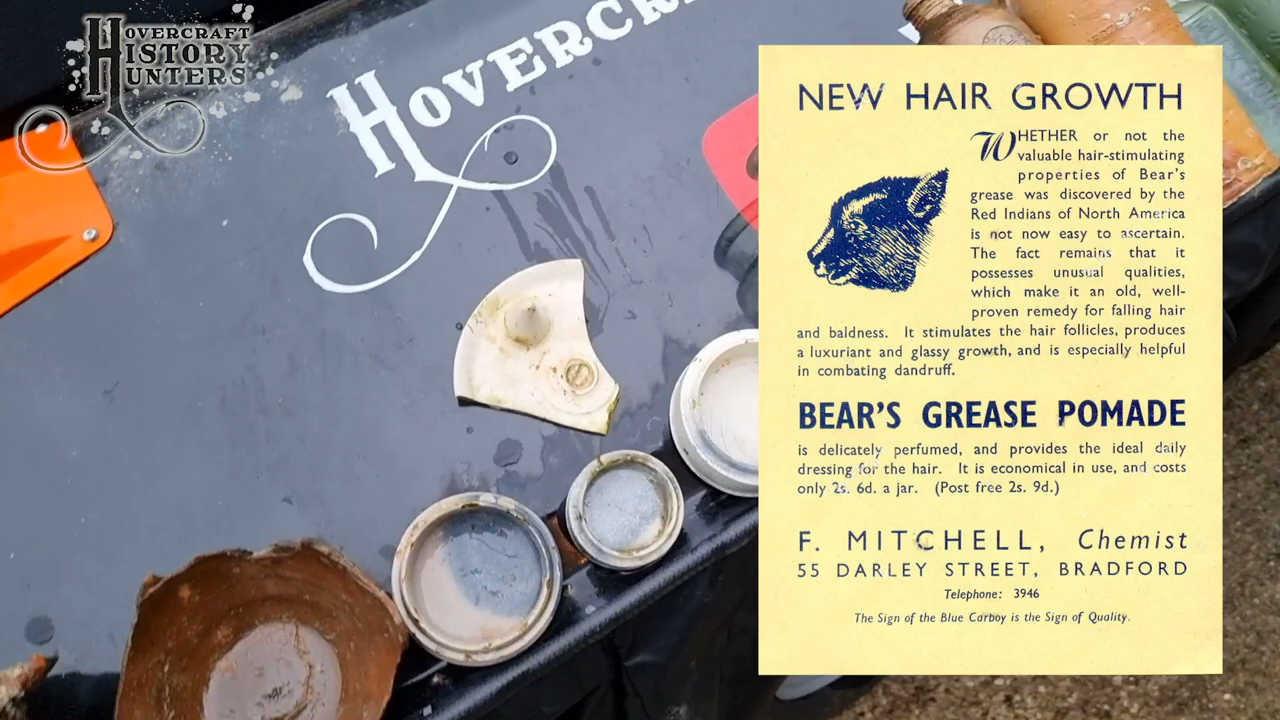 HOVERCRAFT
HISTORY
HUNTERS
HOVERCR
NEW HAIR GROWTH
WHETHER or not the
valuable hair-stimulating
properties of Bear's
grease was discovered by the
Red Indians of North America
is not now easy to ascertain.
The fact remains that it
possesses unusual qualities,
which make it an old, well-
proven remedy for falling hair
and baldness. It stimulates the hair follicles, produces
a luxuriant and glassy growth, and is especially helpful
in combating dandruff.
BEAR'S GREASE POMADE
is delicately perfumed, and provides the ideal daily
dressing for the hair. It is economical in use, and costs
only 2s. 6d. a jar. (Post free 2s. 9d.)
F. MITCHELL, Chemist
55 DARLEY STREET, BRADFORD
Telephone: 3946
The Sign of the Blue Carboy is the Sign of Quality.